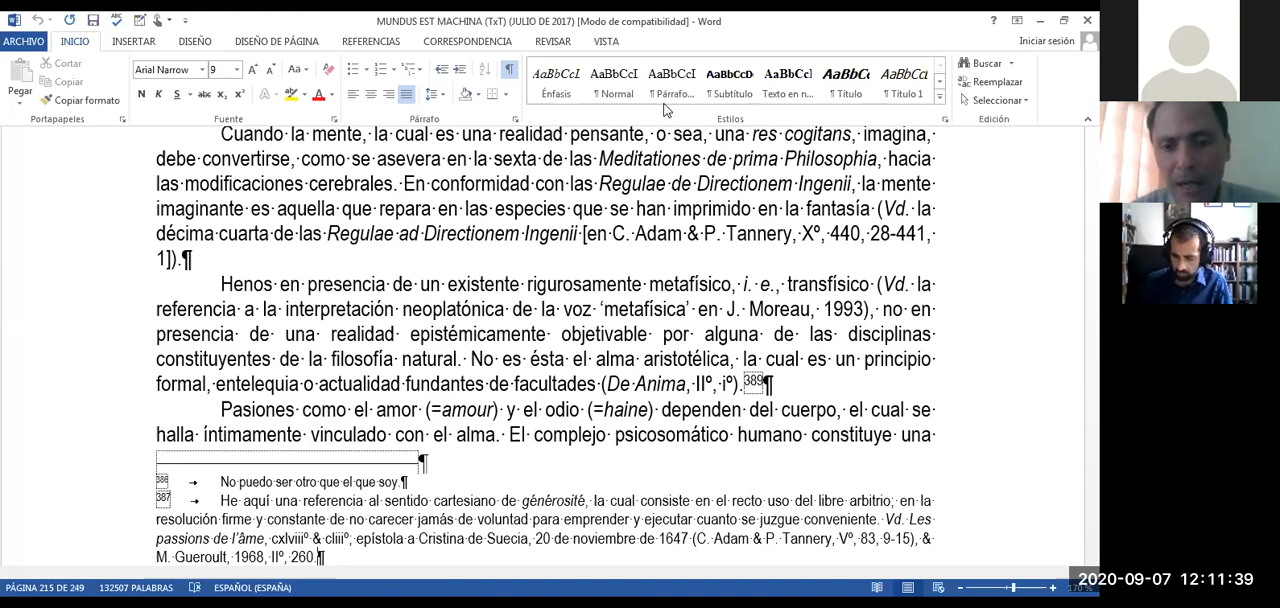 MUNDUS EST MACHINA (TxT) (JULIO DE 2017) [Modo de compatibilidad] - Word
ARCHIVO INICIO INSERTAR DISEÑO DISEÑO DE PÁGINA REFERENCIAS CORRESPONDENCIA REVISAR VISTA Iniciar sesión
Pegar
Cortar
Copiar
Copiar formato
Portapapeles
Arial Narrow 9
Fuente
Párrafo
AaBbCcI AaBbCcI AaBbCcI AaBbCcD AaBbCc] AaBbC AaBbCcl
Énfasis ¶ Normal ¶ Párrafo... ¶ Subtítulo Texto en n... ¶ Título ¶ Título 1
Estilos
Buscar
Reemplazar
Seleccionar
Edición
Cuando la mente, la cual es una realidad pensante, o sea, una res cogitans, imagina,
debe convertirse, como se asevera en la sexta de las Meditationes de prima Philosophia, hacia
las modificaciones cerebrales. En conformidad con las Regulae de Directionem Ingenii, la mente
imaginante es aquella que repara en las especies que se han imprimido en la fantasía (Vd. la
décima cuarta de las Regulae ad Directionem Ingenii [en C. Adam & P. Tannery, Xº, 440, 28-441,
1]).¶
Henos en presencia de un existente rigurosamente metafísico, i. e., transfísico (Vd. la
referencia a la interpretación neoplatónica de la voz ‘metafísica’ en J. Moreau, 1993), no en
presencia de una realidad epistémicamente objetivable por alguna de las disciplinas
constituyentes de la filosofía natural. No es ésta el alma aristotélica, la cual es un principio
formal, entelequia o actualidad fundantes de facultades (De Anima, IIº, iº).389¶
Pasiones como el amor (=amour) y el odio (=haine) dependen del cuerpo, el cual se
halla íntimamente vinculado con el alma. El complejo psicosomático humano constituye una
¶
386 No puedo ser otro que el que soy.¶
387 He aquí una referencia al sentido cartesiano de générosité, la cual consiste en el recto uso del libre arbitrio; en la
resolución firme y constante de no carecer jamás de voluntad para emprender y ejecutar cuanto se juzgue conveniente. Vd. Les
passions de l’âme, cxlviiiº & cliiiº; epístola a Cristina de Suecia, 20 de noviembre de 1647 (C. Adam & P. Tannery, Vº, 83, 9-15), &
M. Gueroult, 1968, IIº, 260.¶
PÁGINA 215 DE 249 132507 PALABRAS ESPAÑOL (ESPAÑA) 170 %
2020-09-07 12:11:39